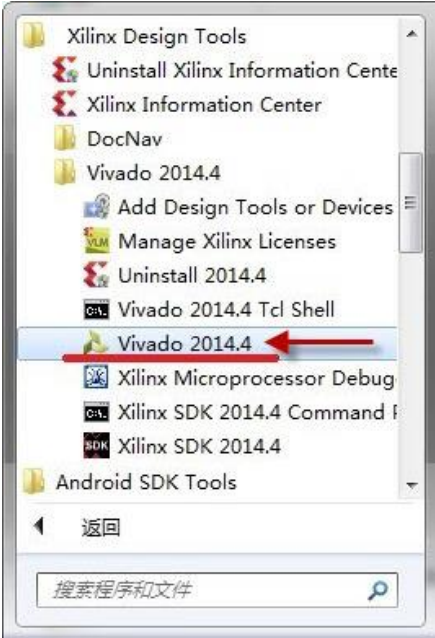 Xilinx Design Tools
Uninstall Xilinx Information Cente
Xilinx Information Center
DocNav
Vivado 2014.4
Add Design Tools or Devices
VLM Manage Xilinx Licenses
Uninstall 2014.4
C:\. Vivado 2014.4 Tcl Shell
Vivado 2014.4
Xilinx Microprocessor Debug
C:\. Xilinx SDK 2014.4 Command P
SDK Xilinx SDK 2014.4
Android SDK Tools
返回
搜索程序和文件